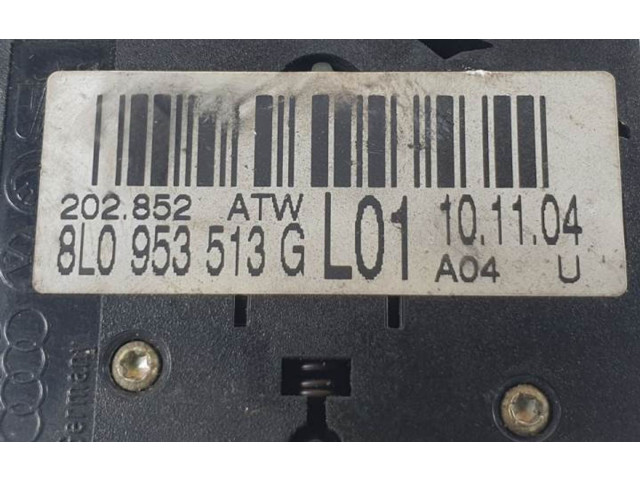 202.852 ATW
8L0 953 513 G L01 10.11.04
A04 U
Germany